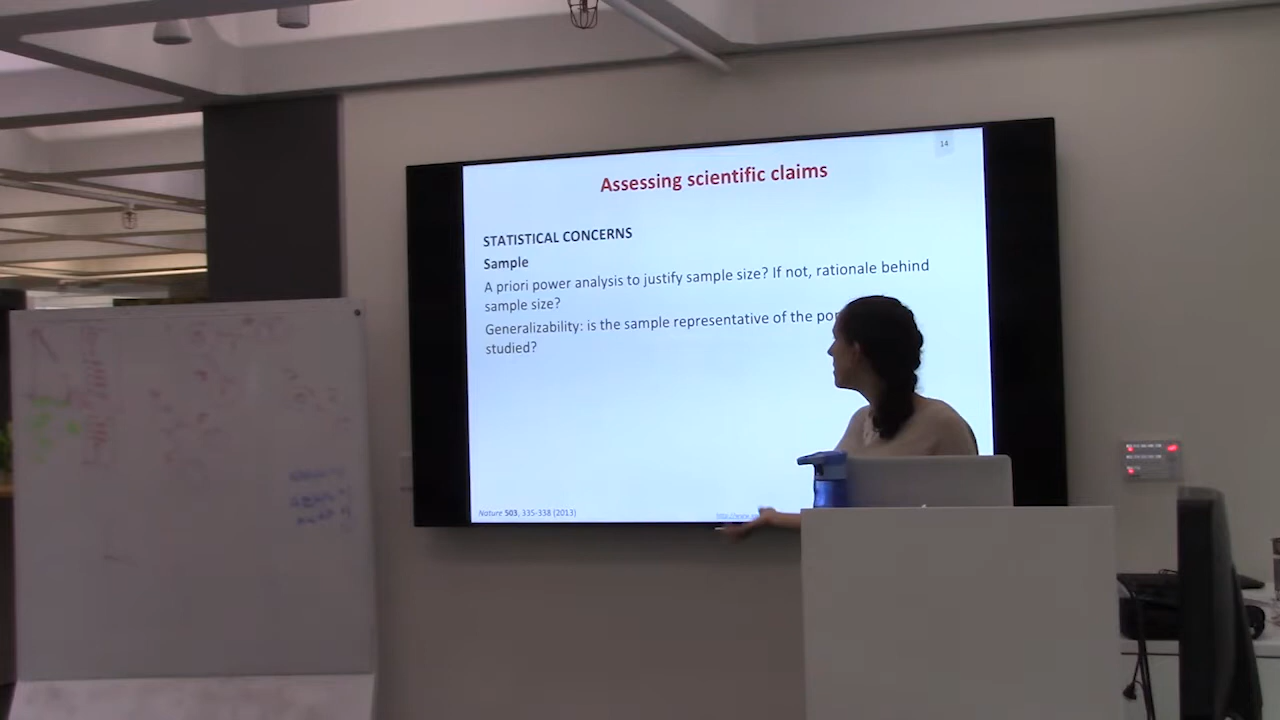 14
Assessing scientific claims
STATISTICAL CONCERNS
Sample
A priori power analysis to justify sample size? If not, rationale behind
sample size?
Generalizability: is the sample representative of the
studied?
Nature 503, 335-338 (2013)